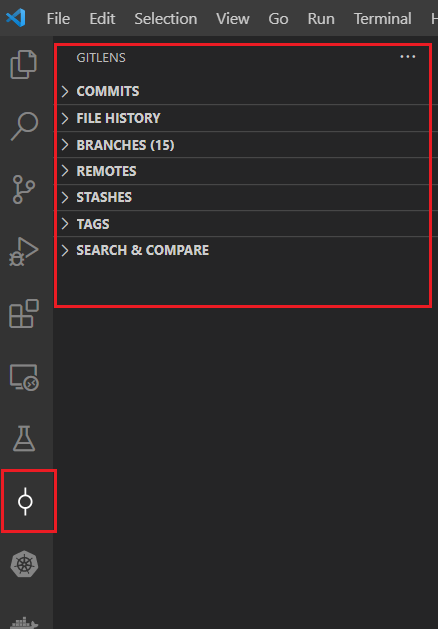 File Edit Selection View Go Run Terminal
GITLENS
COMMITS
FILE HISTORY
BRANCHES (15)
REMOTES
STASHES
TAGS
SEARCH & COMPARE